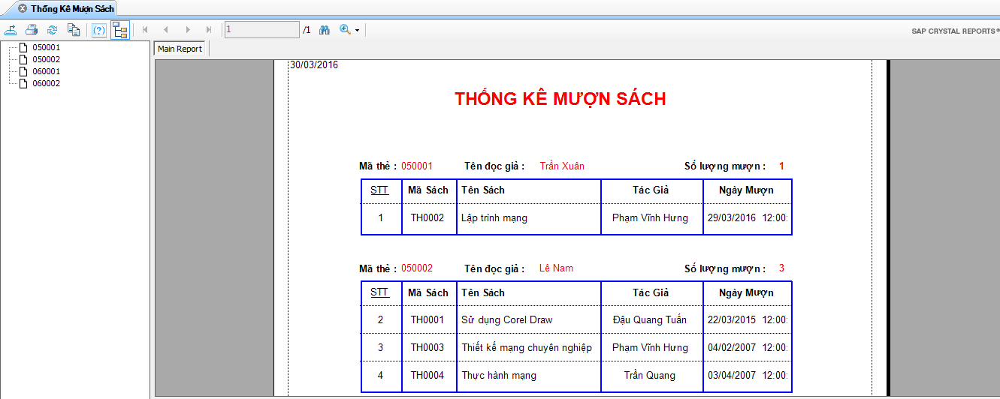 Thống Kê Mượn Sách
1 /1
SAP CRYSTAL REPORTS®
050001
050002
060001
060002
Main Report
30/03/2016
THỐNG KÊ MƯỢN SÁCH
Mã thẻ : 050001 Tên đọc giả : Trần Xuân Số lượng mượn : 1
STT Mã Sách Tên Sách Tác Giả Ngày Mượn
1 TH0002 Lập trình mạng Phạm Vĩnh Hưng 29/03/2016 12:00:
Mã thẻ : 050002 Tên đọc giả : Lê Nam Số lượng mượn : 3
STT Mã Sách Tên Sách Tác Giả Ngày Mượn
2 TH0001 Sử dụng Corel Draw Đậu Quang Tuấn 22/03/2015 12:00:
3 TH0003 Thiết kế mạng chuyên nghiệp Phạm Vĩnh Hưng 04/02/2007 12:00:
4 TH0004 Thực hành mạng Trần Quang 03/04/2007 12:00: